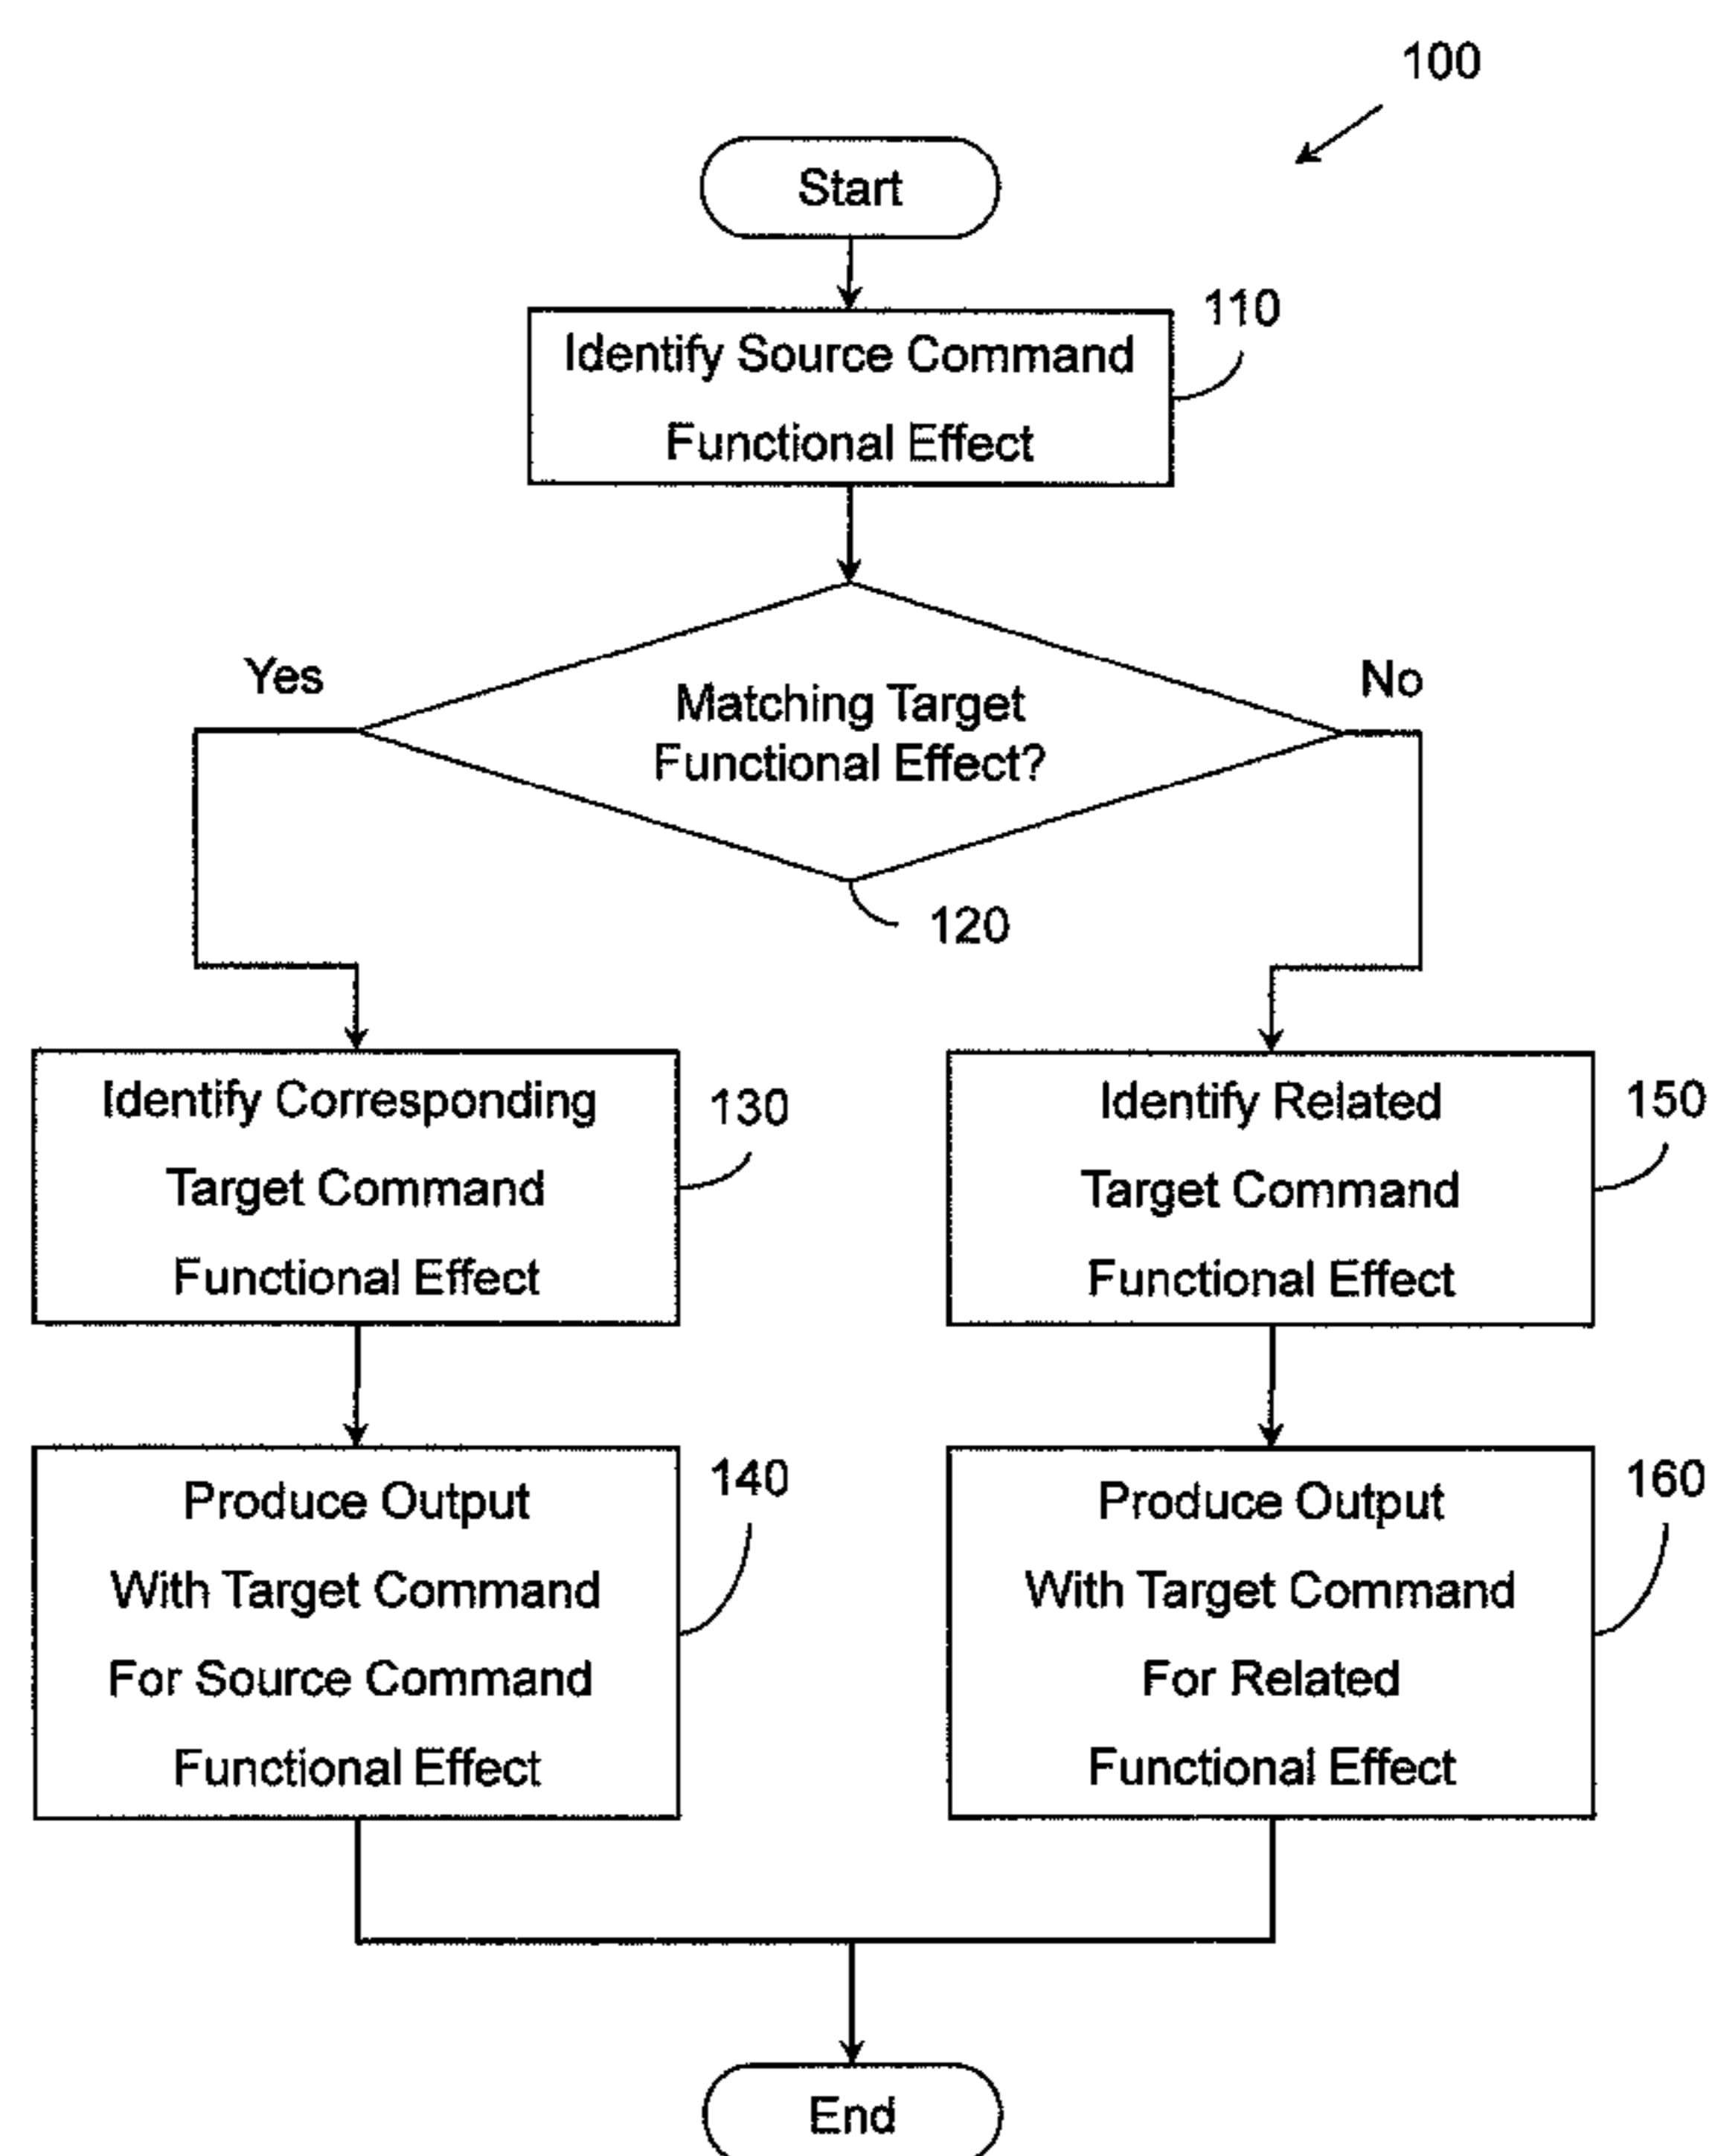 100
Start
110
Identify Source Command
Functional Effect
Yes
No
Matching Target
Functional Effect?
120
Identify Corresponding
Target Command
Functional Effect
130
Identify Related
Target Command
Functional Effect
150
Produce Output
With Target Command
For Source Command
Functional Effect
140
Produce Output
With Target Command
For Related
Functional Effect
160
End